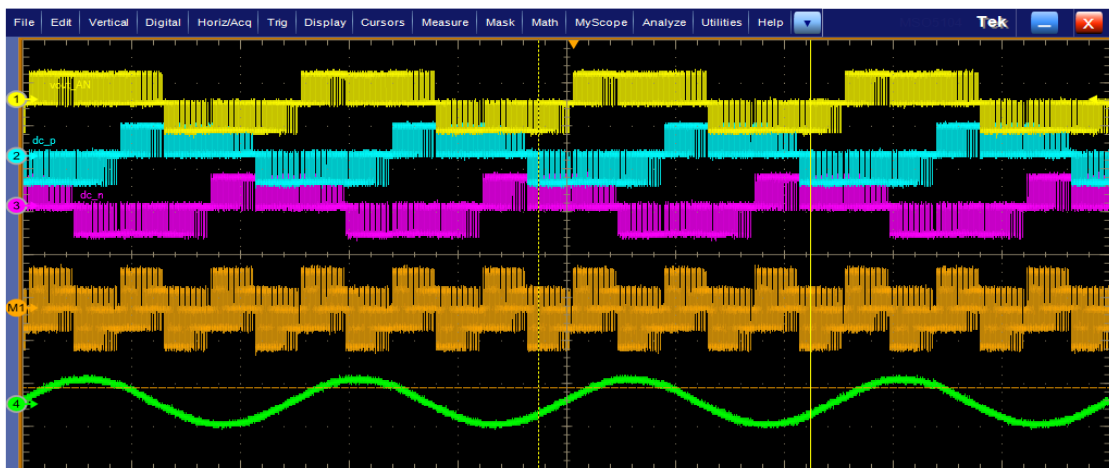 File Edit Vertical Digital Horiz/Acq Trig Display Cursors Measure Mask Math MyScope Analyze Utilities Help Tek
vout_AN
1
dc_p
2
dc_n
3
M1
4